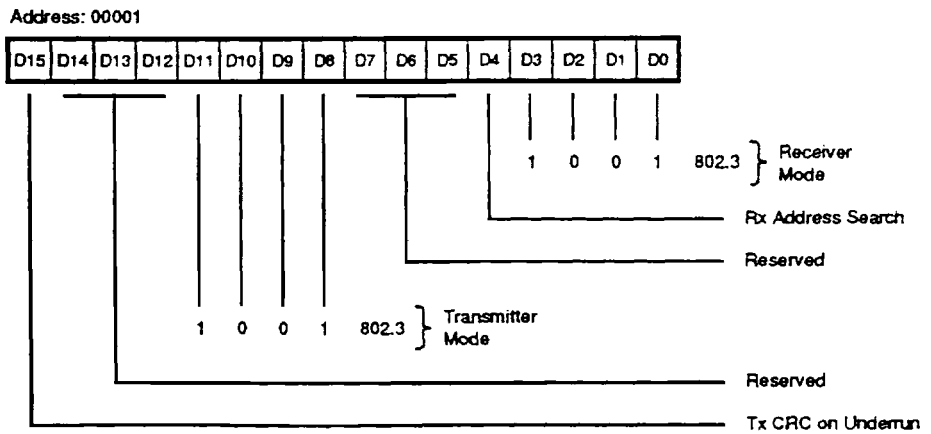 Address: 00001
D15 D14 D13 D12 D11 D10 D9 D8 D7 D6 D5 D4 D3 D2 D1 D0
1 0 0 1 802.3 } Receiver
Mode
Rx Address Search
Reserved
1 0 0 1 802.3 } Transmitter
Mode
Reserved
Tx CRC on Underrun